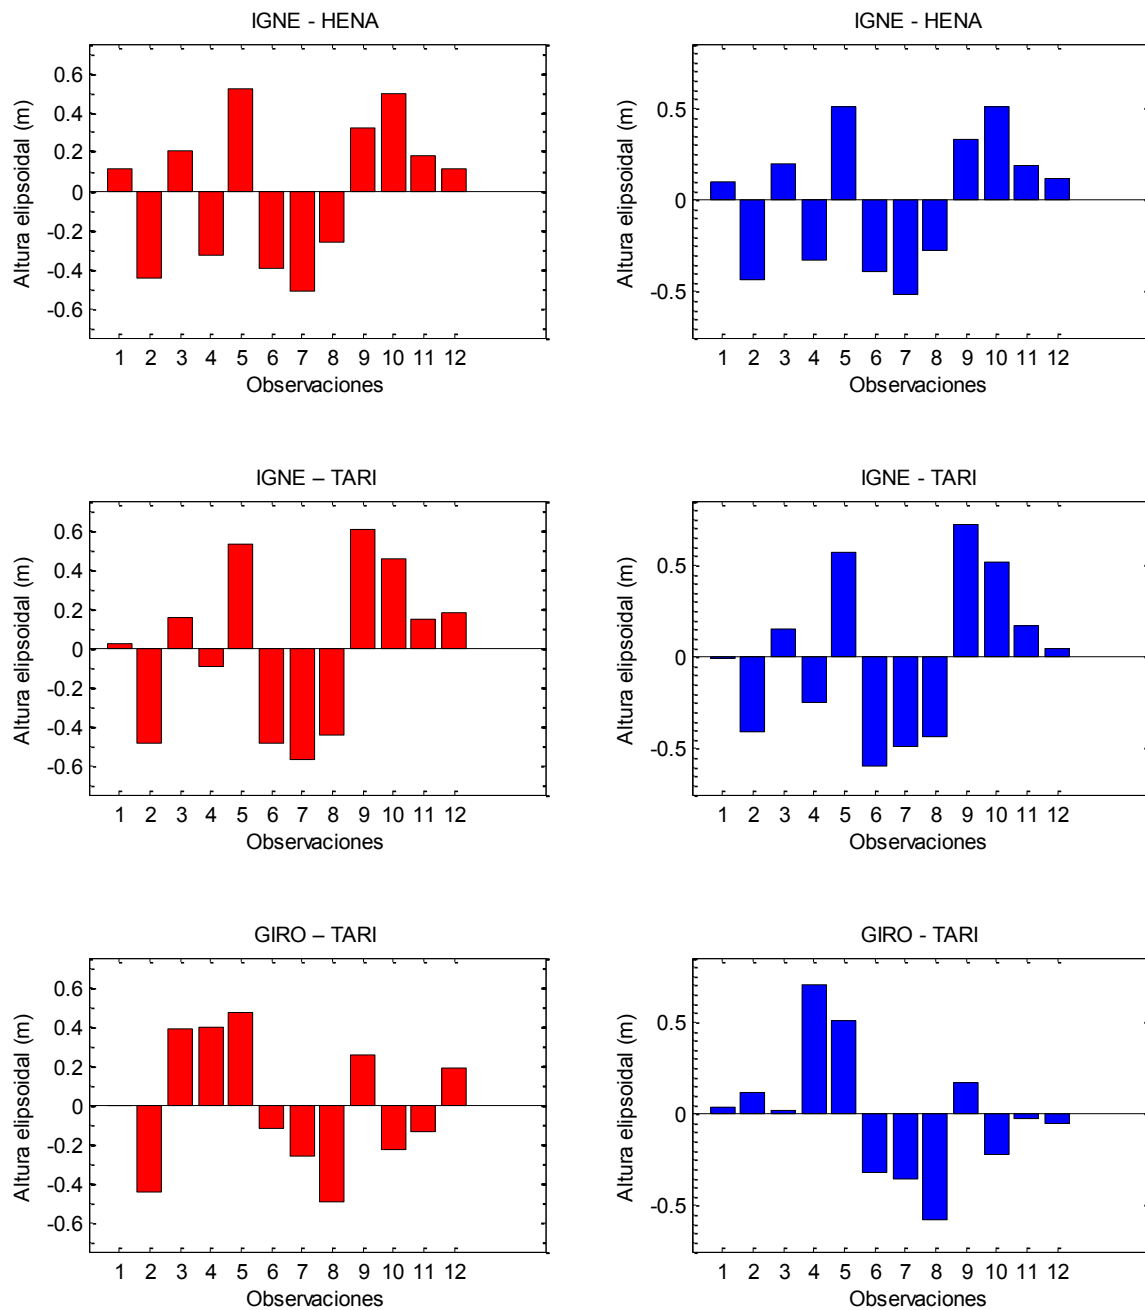 IGNE - HENA
Altura elipsoidal (m)
0.6
0.4
0.2
0
-0.2
-0.4
-0.6
1 2 3 4 5 6 7 8 9 10 11 12
Observaciones
IGNE - HENA
Altura elipsoidal (m)
0.5
0
-0.5
1 2 3 4 5 6 7 8 9 10 11 12
Observaciones
IGNE – TARI
Altura elipsoidal (m)
0.6
0.4
0.2
0
-0.2
-0.4
-0.6
1 2 3 4 5 6 7 8 9 10 11 12
Observaciones
IGNE - TARI
Altura elipsoidal (m)
0.5
0
-0.5
1 2 3 4 5 6 7 8 9 10 11 12
Observaciones
GIRO – TARI
Altura elipsoidal (m)
0.6
0.4
0.2
0
-0.2
-0.4
-0.6
1 2 3 4 5 6 7 8 9 10 11 12
Observaciones
GIRO - TARI
Altura elipsoidal (m)
0.5
0
-0.5
1 2 3 4 5 6 7 8 9 10 11 12
Observaciones